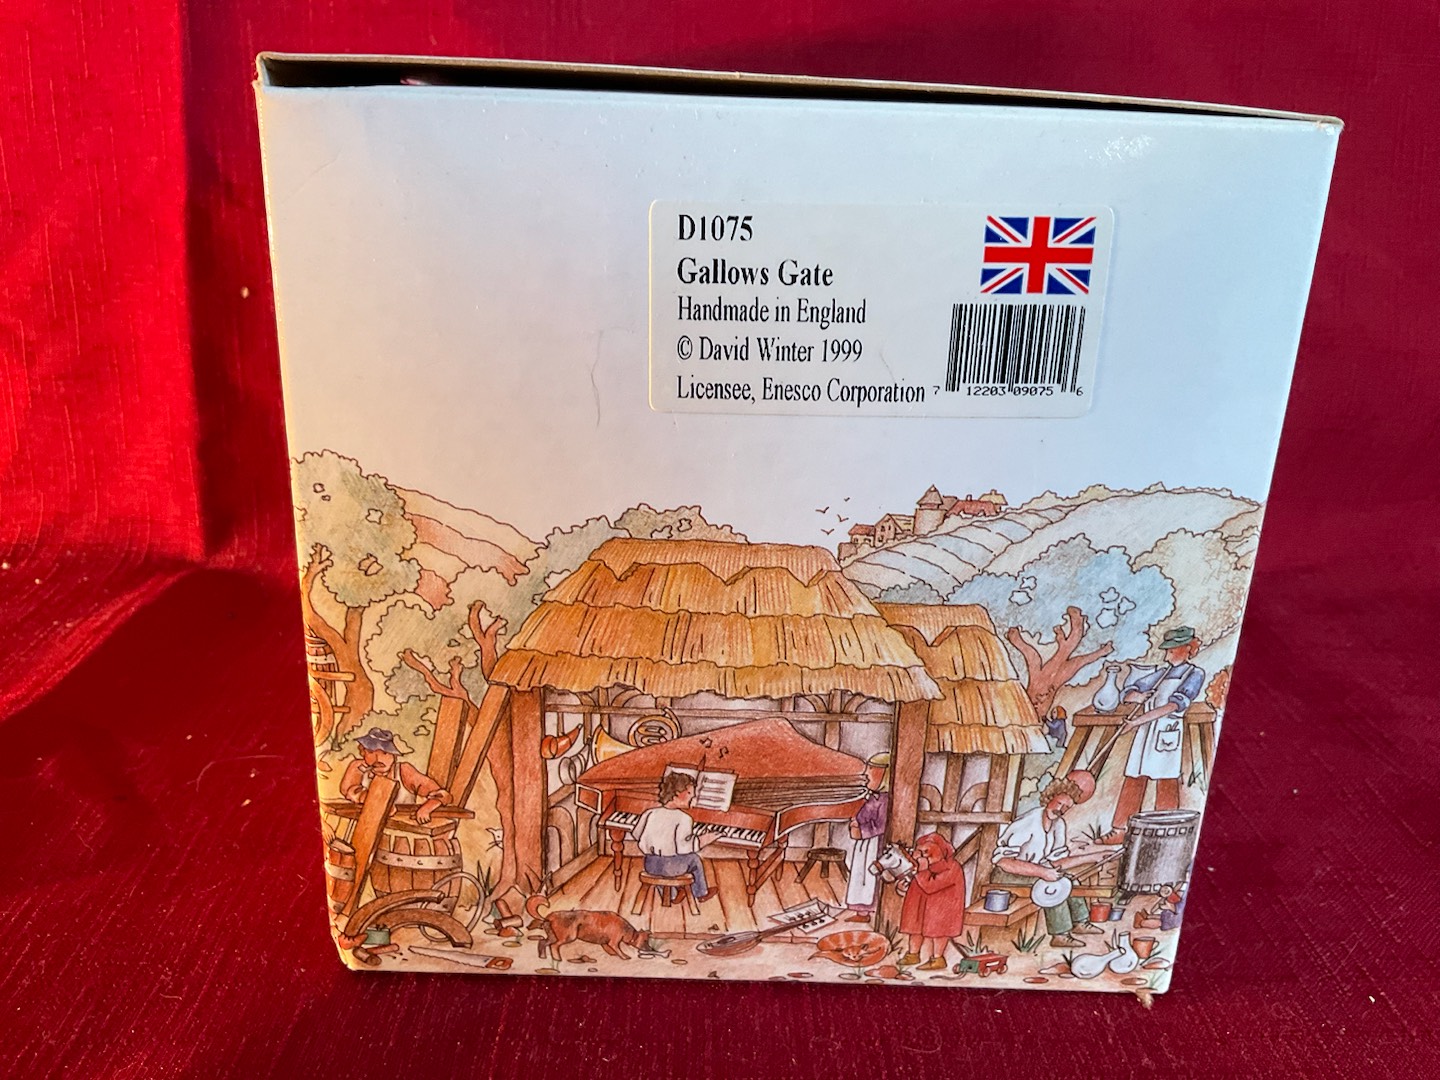 D1075
Gallows Gate
Handmade in England
© David Winter 1999
Licensee, Enesco Corporation
7 12203 09075 6